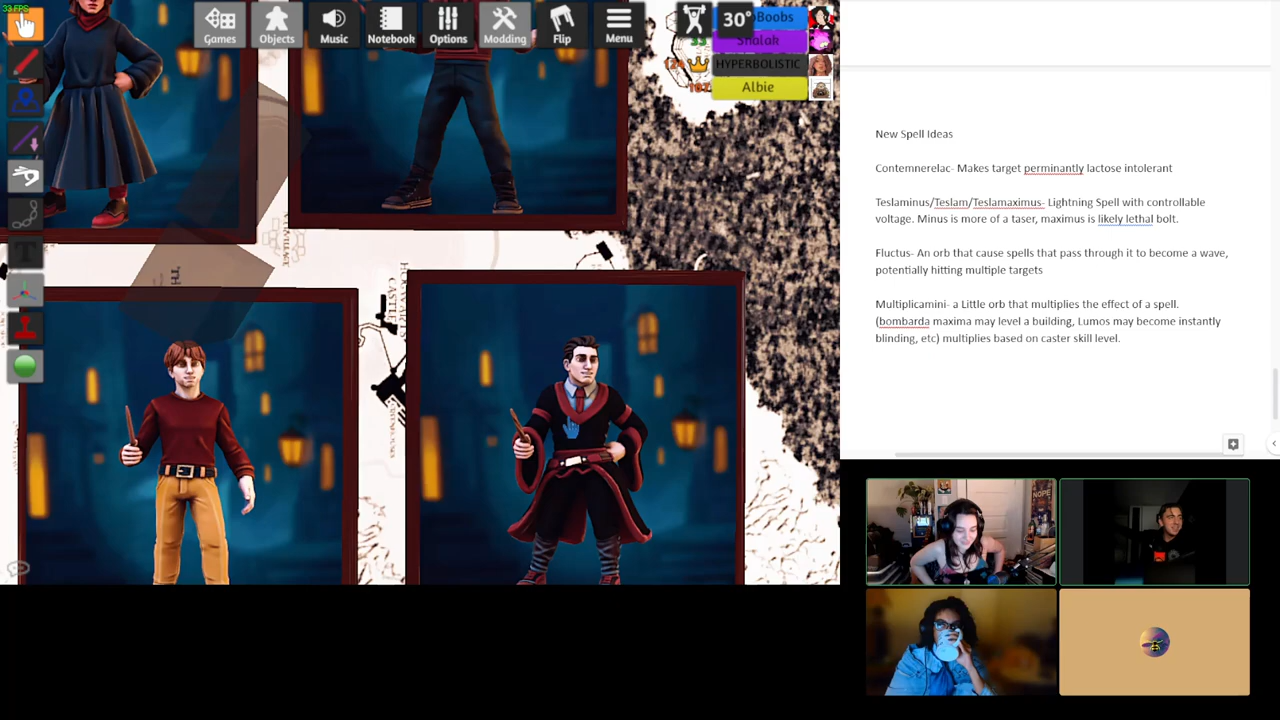 33 FPS
Games
Objects
Music
Notebook
Options
Modding
Flip
Menu
30°
Boobs
Shalak
HYPERBOLISTIC
107
Albie
CASTLE
NOPE
New Spell Ideas
Contemnerelac- Makes target perminantly lactose intolerant
Teslaminus/Teslam/Teslamaximus- Lightning Spell with controllable
voltage. Minus is more of a taser, maximus is likely lethal bolt.
Fluctus- An orb that cause spells that pass through it to become a wave,
potentially hitting multiple targets
Multiplicamini- a Little orb that multiplies the effect of a spell.
(bombarda maxima may level a building, Lumos may become instantly
blinding, etc) multiplies based on caster skill level.